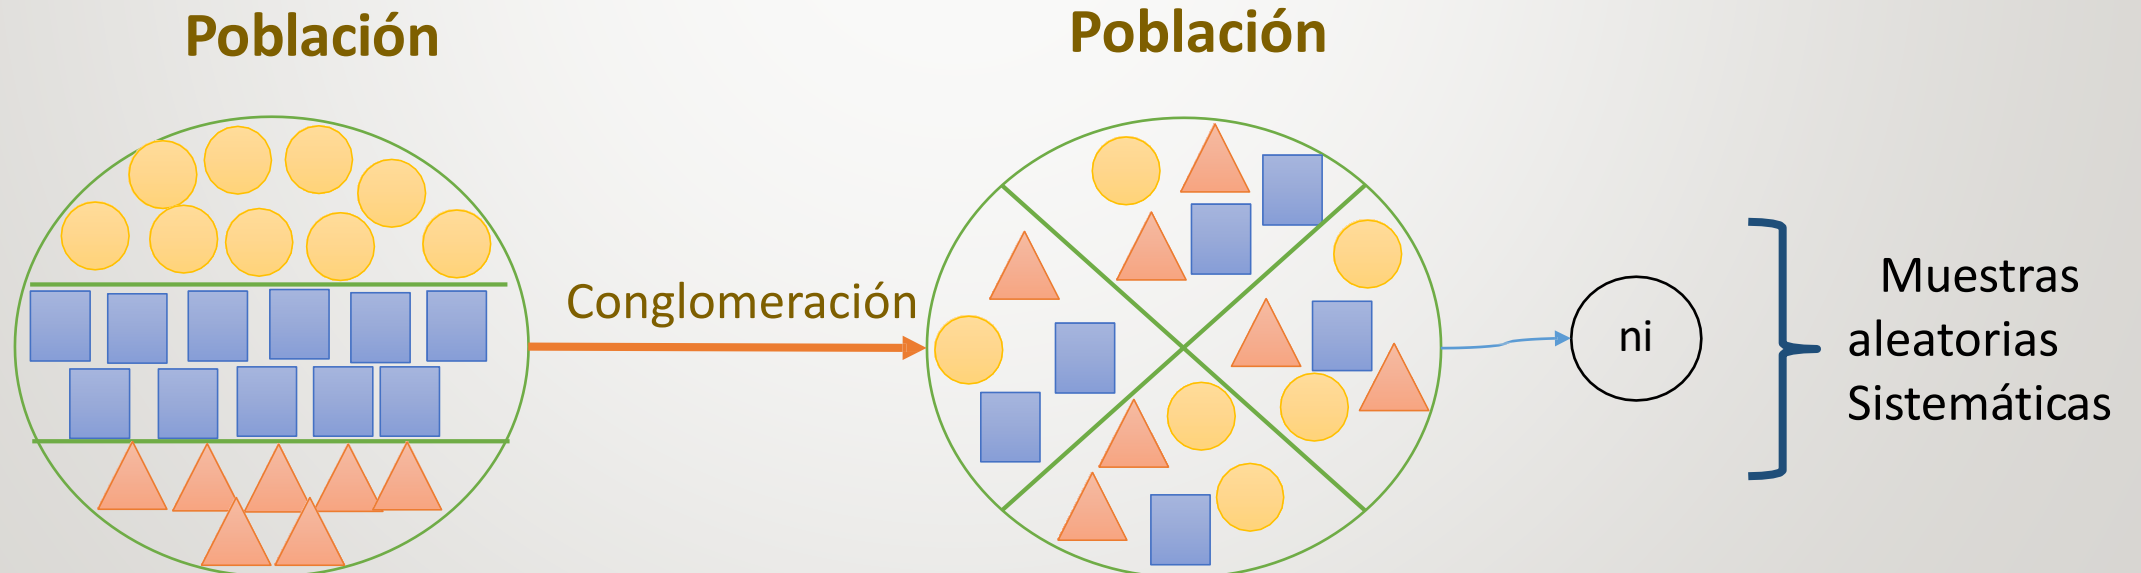 Población
Población
Conglomeración
ni
Muestras
aleatorias
Sistemáticas